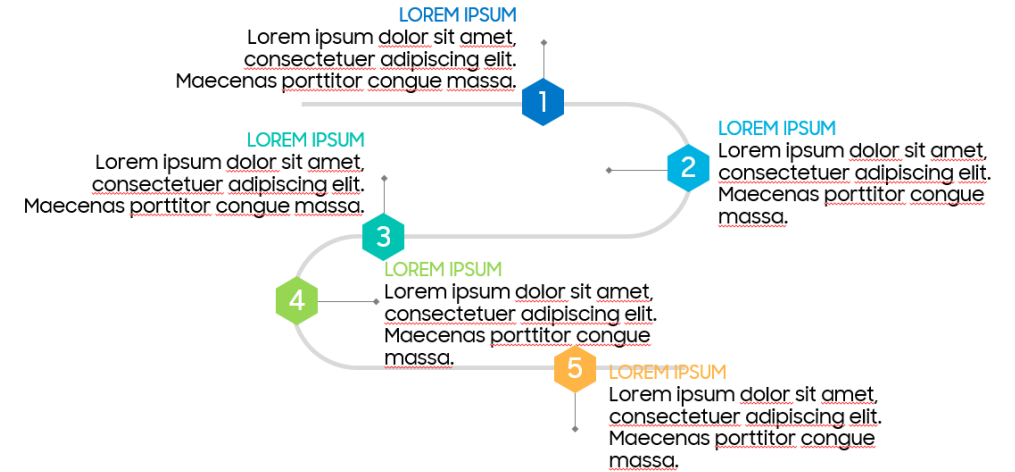 LOREM IPSUM
Lorem ipsum dolor sit amet,
consectetuer adipiscing elit.
Maecenas porttitor congue massa.
1
LOREM IPSUM
Lorem ipsum dolor sit amet,
consectetuer adipiscing elit.
Maecenas porttitor congue
massa.
2
LOREM IPSUM
Lorem ipsum dolor sit amet,
consectetuer adipiscing elit.
Maecenas porttitor congue massa.
3
LOREM IPSUM
Lorem ipsum dolor sit amet,
consectetuer adipiscing elit.
Maecenas porttitor congue
massa.
4
5
LOREM IPSUM
Lorem ipsum dolor sit amet,
consectetuer adipiscing elit.
Maecenas porttitor congue
massa.